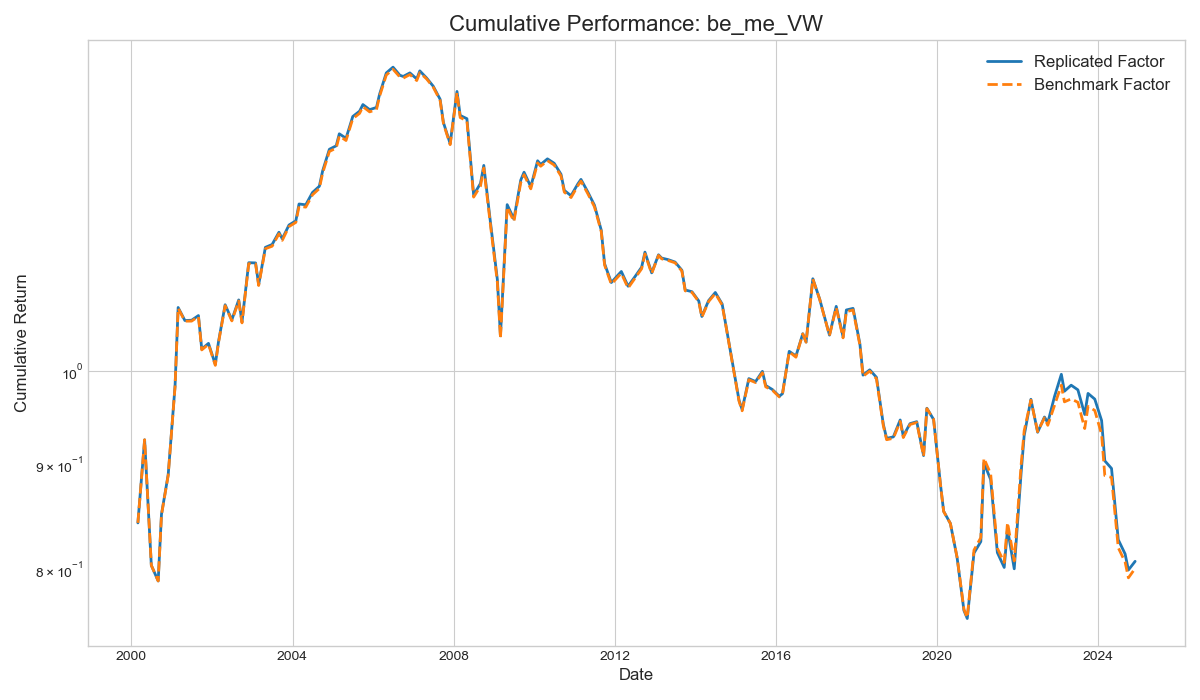 Cumulative Performance: be_me_VW
Replicated Factor
Benchmark Factor
Cumulative Return
10⁰
9 × 10⁻¹
8 × 10⁻¹
2000 2004 2008 2012 2016 2020 2024
Date